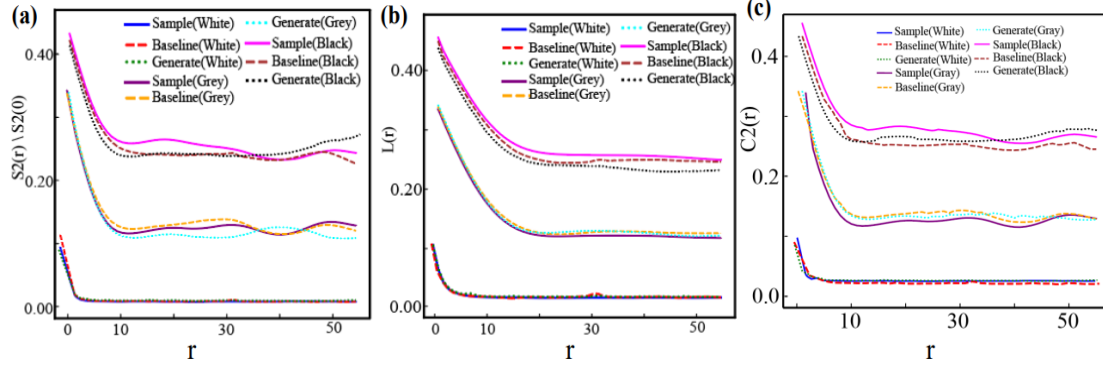 (a)
Sample(White)
Baseline(White)
Generate(White)
Sample(Grey)
Baseline(Grey)
Generate(Grey)
Sample(Black)
Baseline(Black)
Generate(Black)
S2(r) \ S2(0)
0.40
0.20
0.00
0
10
30
50
r
(b)
Sample(White)
Baseline(White)
Generate(White)
Sample(Grey)
Baseline(Grey)
Generate(Grey)
Sample(Black)
Baseline(Black)
Generate(Black)
L(r)
0.40
0.20
0.00
0
10
30
50
r
(c)
Sample(White)
Baseline(White)
Generate(White)
Sample(Gray)
Baseline(Gray)
Generate(Gray)
Sample(Black)
Baseline(Black)
Generate(Black)
C2(r)
0.4
0.2
0.0
10
30
50
r